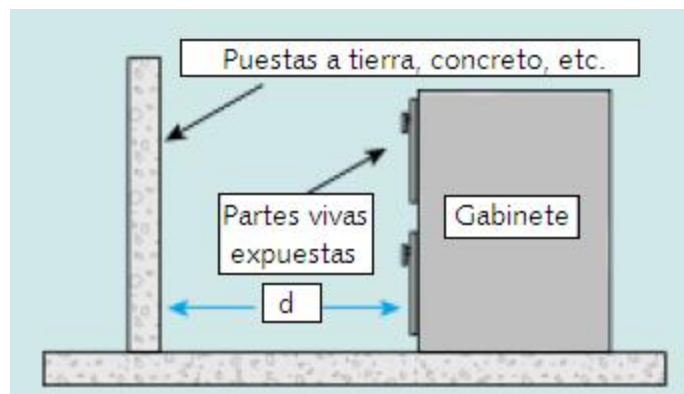 Puestas a tierra, concreto, etc.
Partes vivas
expuestas
Gabinete
d